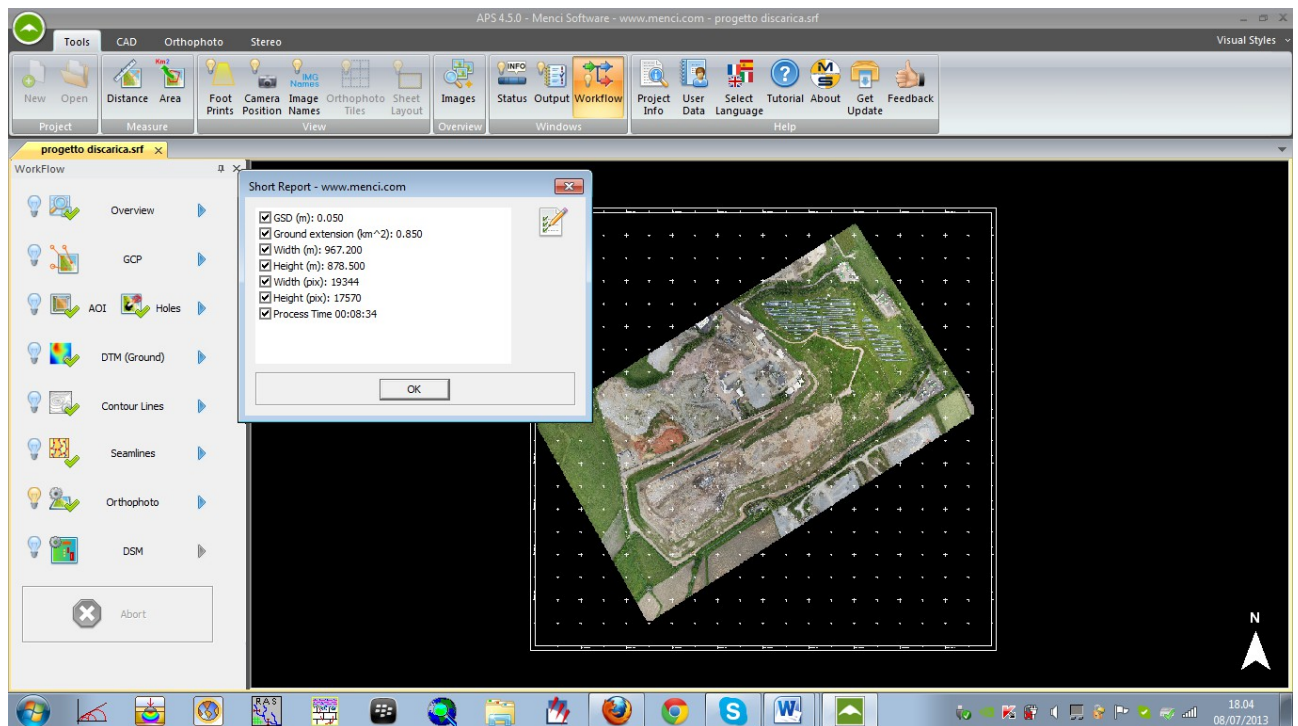 APS 4.5.0 - Menci Software - www.menci.com - progetto discarica.srf
Tools CAD Orthophoto Stereo
Visual Styles
New Open
Project
Distance Area
Km2
Measure
Foot Prints
Camera Position
IMG Names
Image Names
Orthophoto Tiles
Sheet Layout
View
Images
Overview
INFO
Status Output Workflow
Windows
Project Info
User Data
Select Language
Tutorial
About
Get Update
Feedback
Help
progetto discarica.srf
WorkFlow
Overview
GCP
AOI Holes
DTM (Ground)
Contour Lines
Seamlines
Orthophoto
DSM
Abort
Short Report - www.menci.com
GSD (m): 0.050
Ground extension (km^2): 0.850
Width (m): 967.200
Height (m): 878.500
Width (pix): 19344
Height (pix): 17570
Process Time 00:08:34
OK
N
RAS
W
18.04
08/07/2013